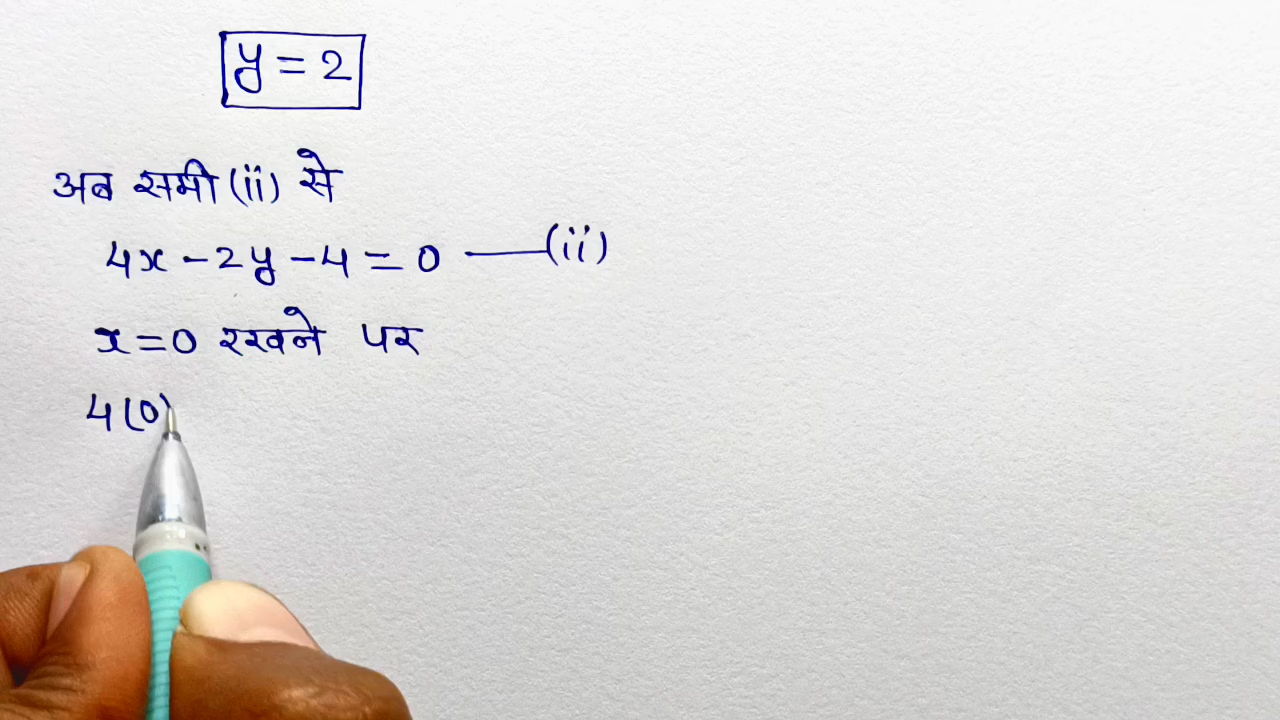 y = 2
अब समी (ii) से
4x - 2y - 4 = 0 —(ii)
x = 0 रखने पर
4(0)